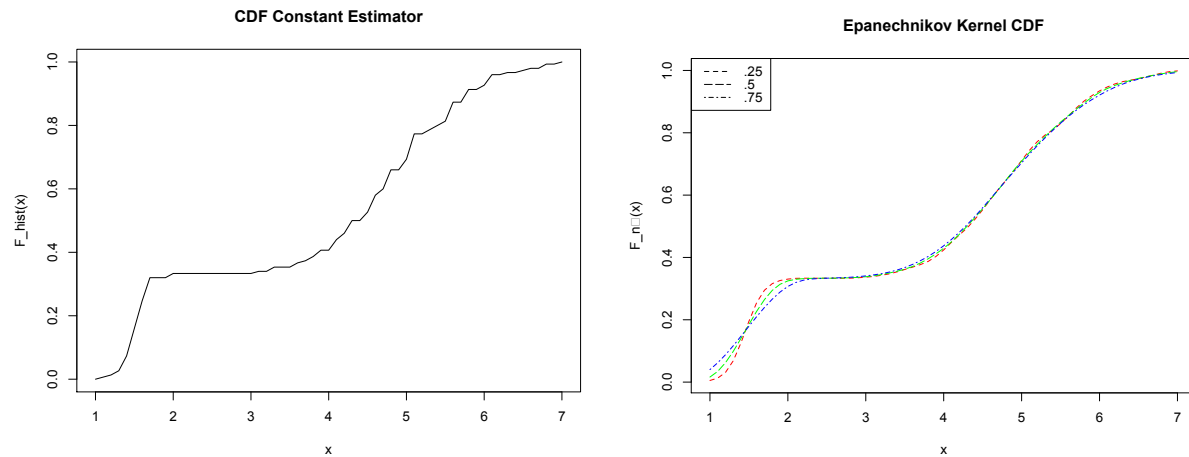 CDF Constant Estimator
F_hist(x)
1.0
0.8
0.6
0.4
0.2
0.0
1 2 3 4 5 6 7
x
Epanechnikov Kernel CDF
.25
.5
.75
F_n□(x)
1.0
0.8
0.6
0.4
0.2
0.0
1 2 3 4 5 6 7
x